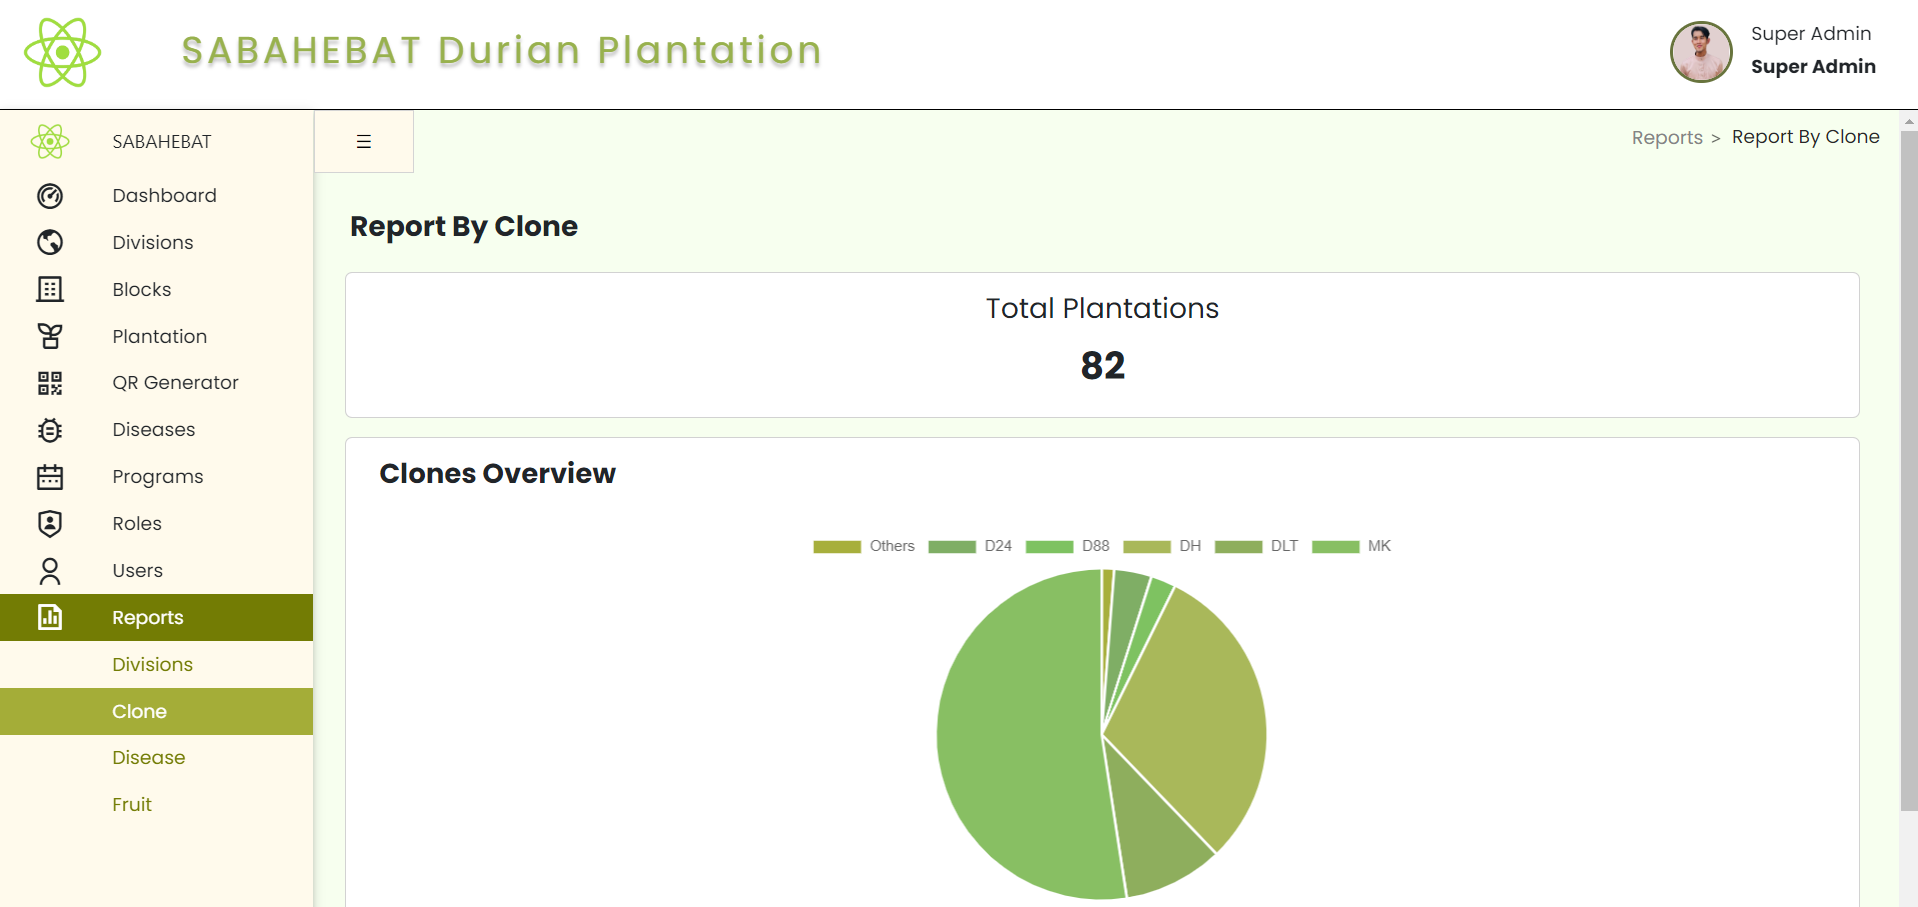 SABAHEBAT Durian Plantation
Super Admin
Super Admin
SABAHEBAT
Dashboard
Divisions
Blocks
Plantation
QR Generator
Diseases
Programs
Roles
Users
Reports
Divisions
Clone
Disease
Fruit
Reports > Report By Clone
Report By Clone
Total Plantations
82
Clones Overview
Others D24 D88 DH DLT MK